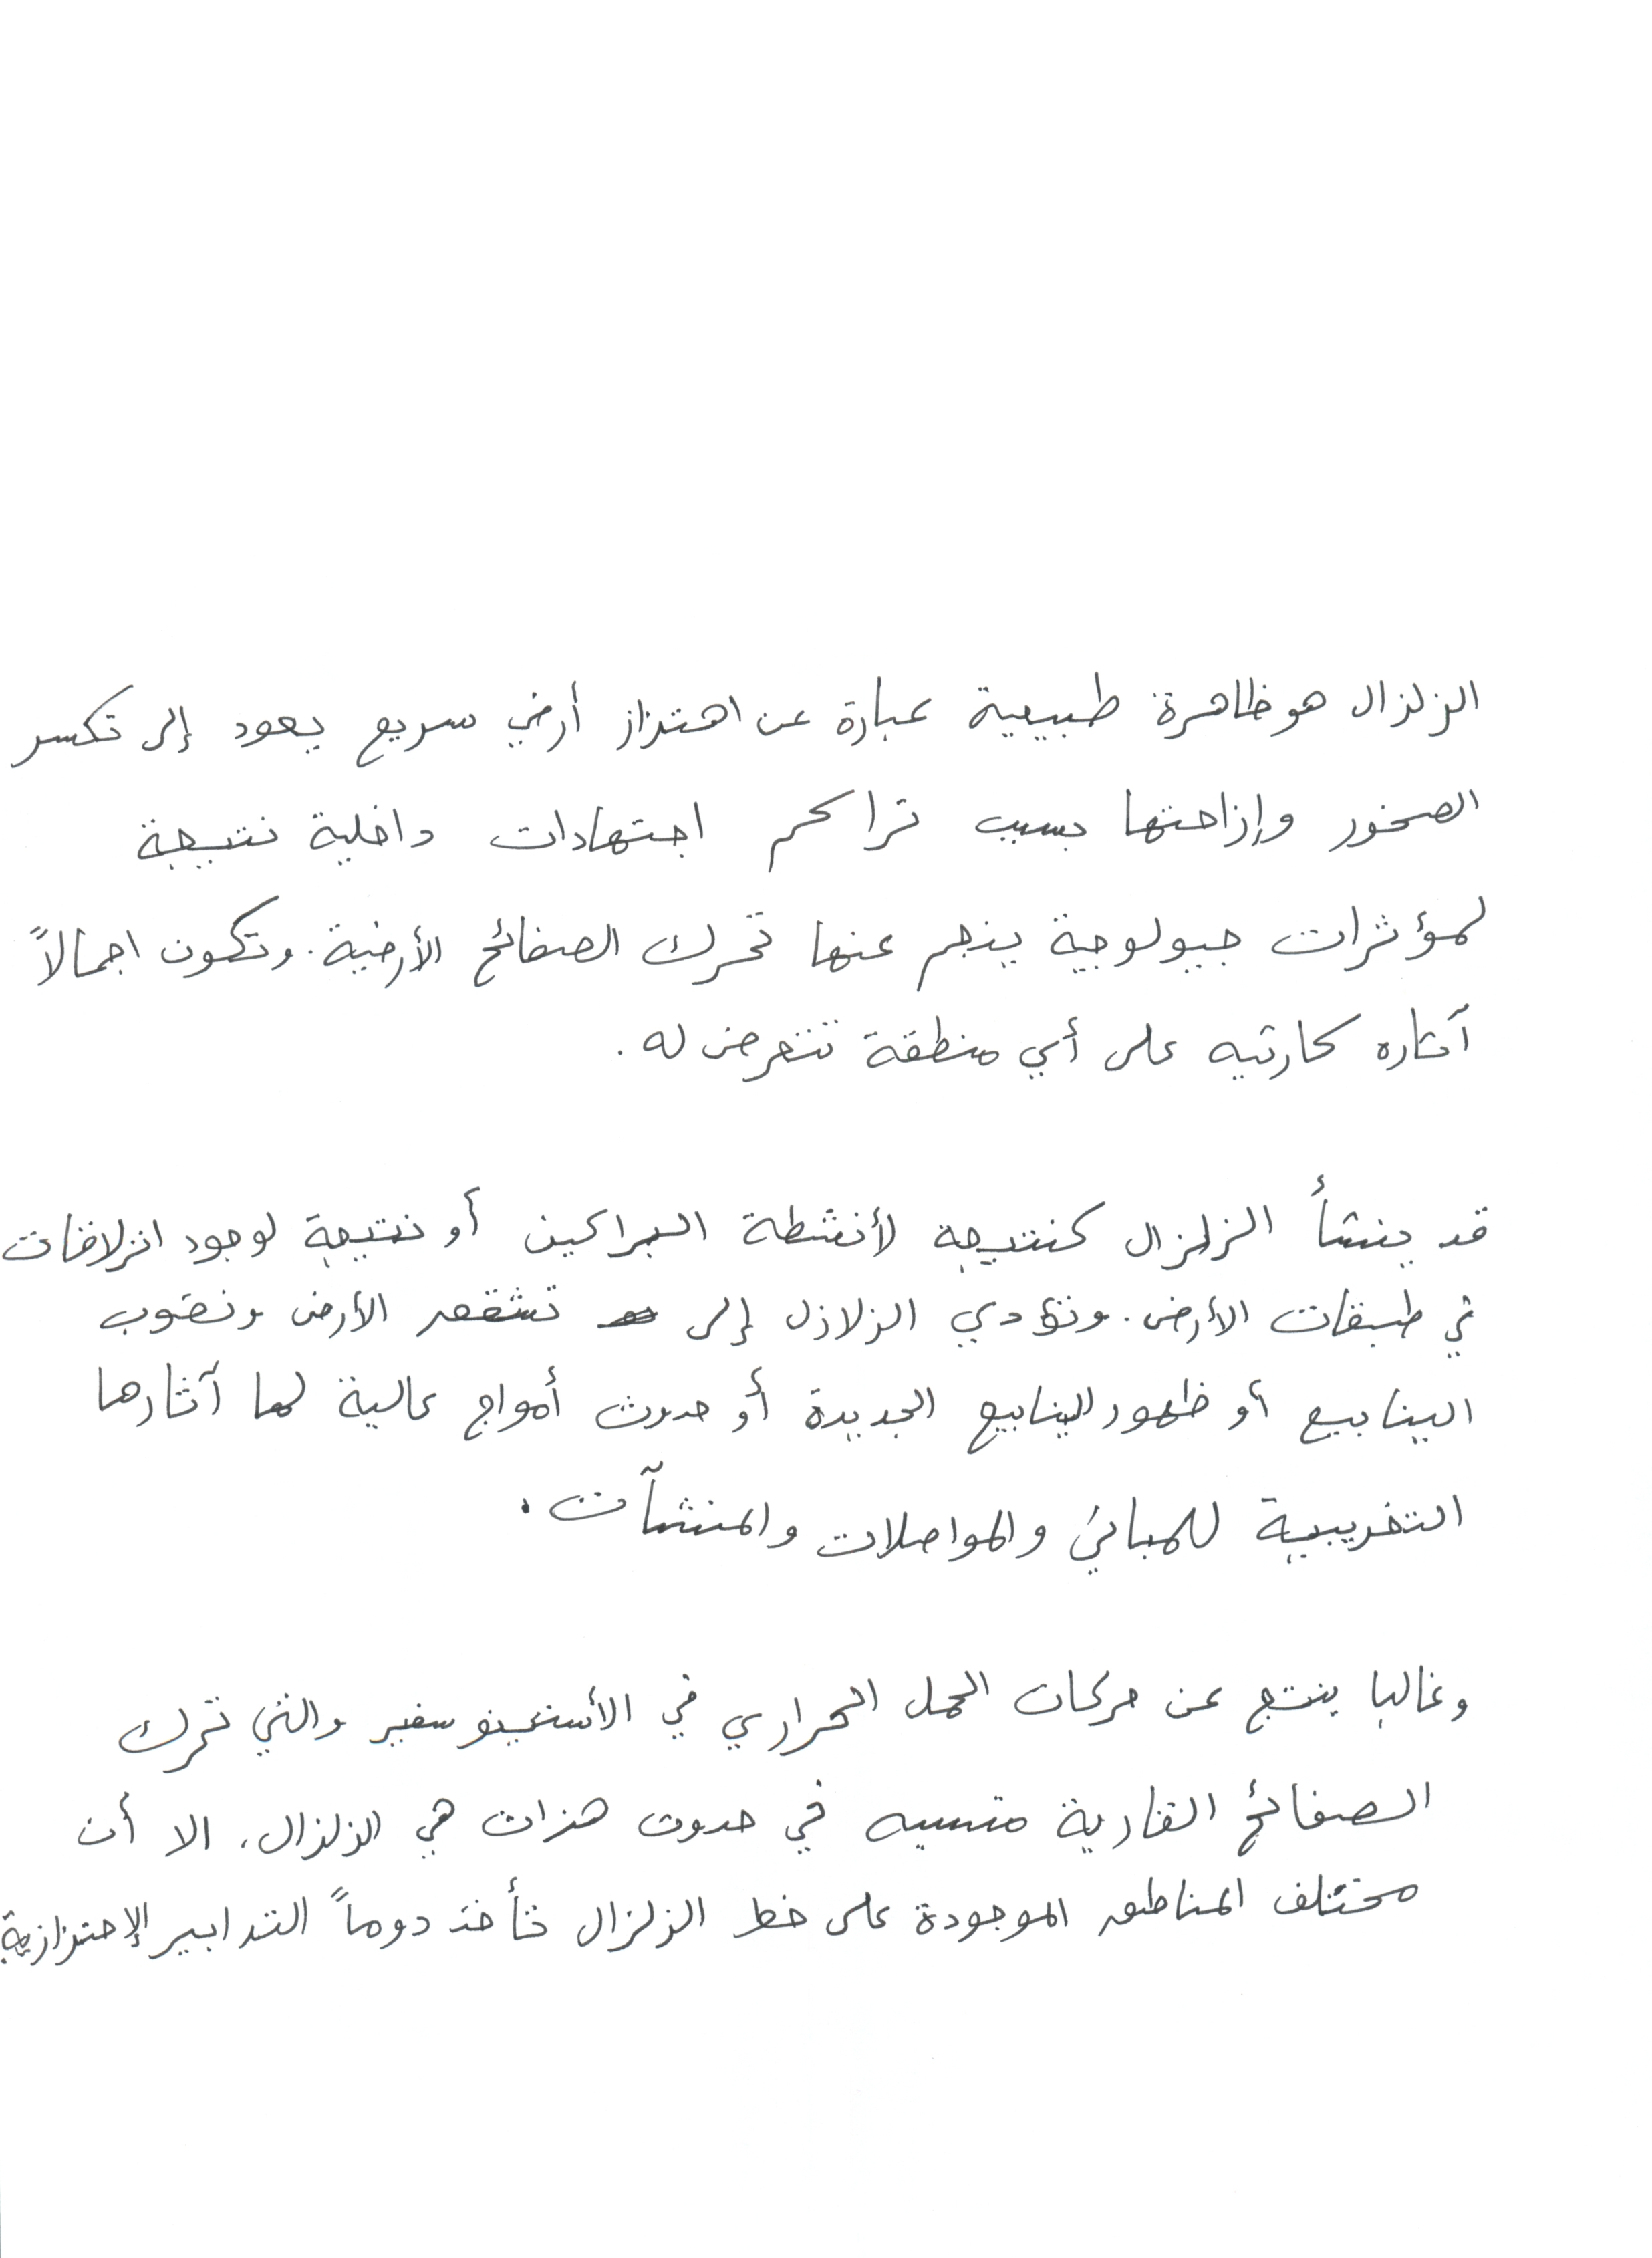 الزلزال هو ظاهرة طبيعية عبارة عن اهتزاز أرضي سريع يعود إلى تكسر
الصخور وإزاحتها بسبب تراكم اجتهادات داخلية نتيجة
لمؤثرات جيولوجية ينجم عنها تحرك الصفائح الأرضية. وتكون اجمالاً
آثاره كارثيه على أي منطقة تتعرض له.
قد ينشأ الزلزال كنتيجة لأنشطة البراكين أو نتيجة لوجود انزلاقات
في طبقات الأرض. وتؤدي الزلازل إلى تشقق الأرض ونضوب
الينابيع أو ظهور الينابيع الجديدة أو حدوث أمواج عالية لها آثارها
التخريبية للمباني والمواصلات والمنشآت.
وغالبا ينتج عن حركات الحمل الحراري في الأسثينوسفير والتي تحرك
الصفائح القارية متسببه في حدوث هزات هي الزلزال، الا أن
مختلف المناطق الموجودة على خط الزلزال تأخذ دوماً التدابير الإحترازية